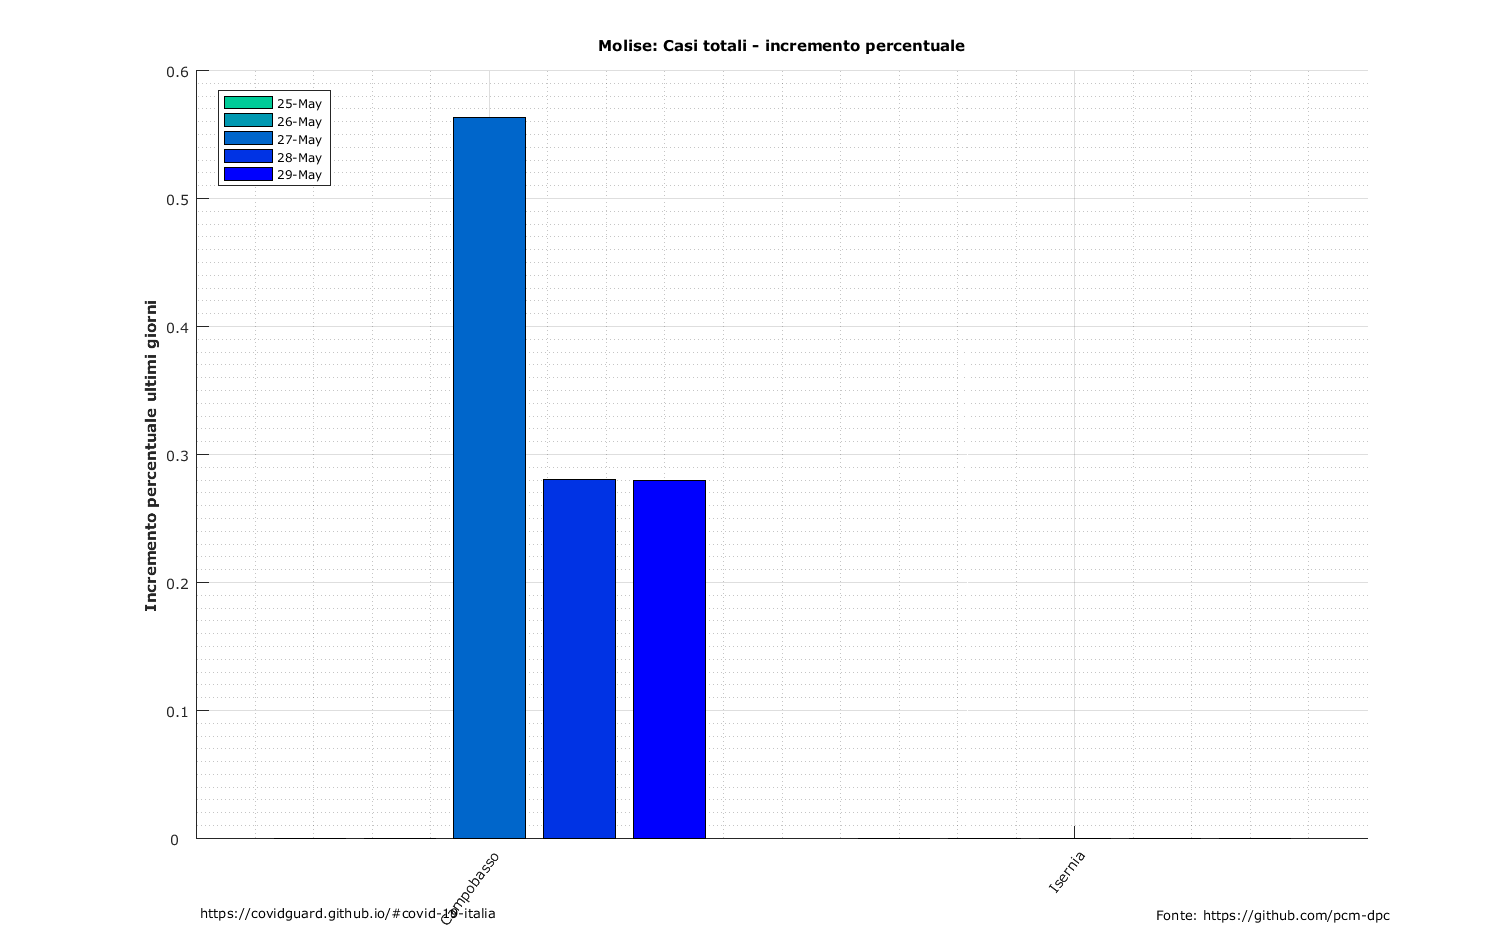 Molise: Casi totali - incremento percentuale
0.6
0.5
0.4
0.3
0.2
0.1
0
Incremento percentuale ultimi giorni
25-May
26-May
27-May
28-May
29-May
Campobasso
Isernia
https://covidguard.github.io/#covid-19-italia
Fonte: https://github.com/pcm-dpc